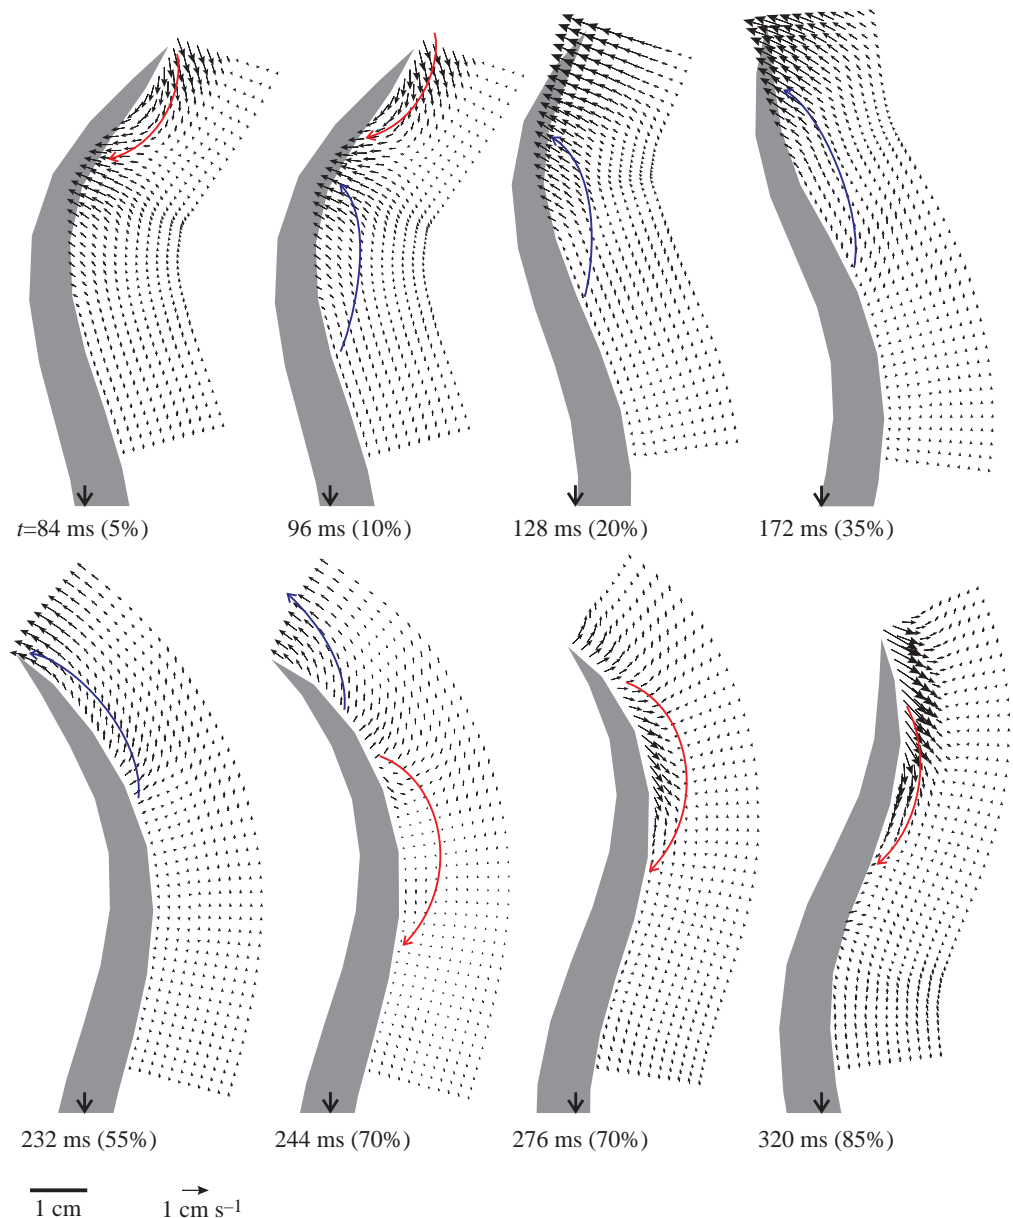 t=84 ms (5%)
96 ms (10%)
128 ms (20%)
172 ms (35%)
232 ms (55%)
244 ms (70%)
276 ms (70%)
320 ms (85%)
1 cm
1 cm s–1